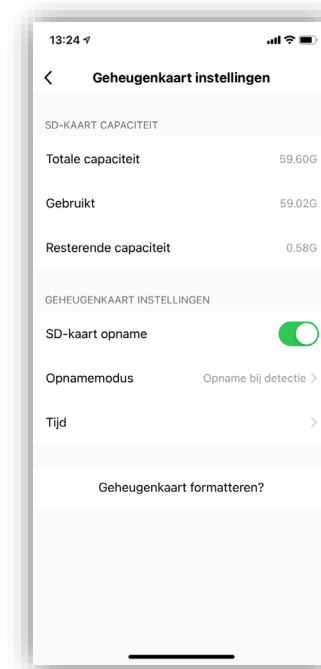 13:24
Geheugenkaart instellingen
SD-KAART CAPACITEIT
Totale capaciteit 59.60G
Gebruikt 59.02G
Resterende capaciteit 0.58G
GEHEUGENKAART INSTELLINGEN
SD-kaart opname
Opnamemodus Opname bij detectie >
Tijd >
Geheugenkaart formatteren?